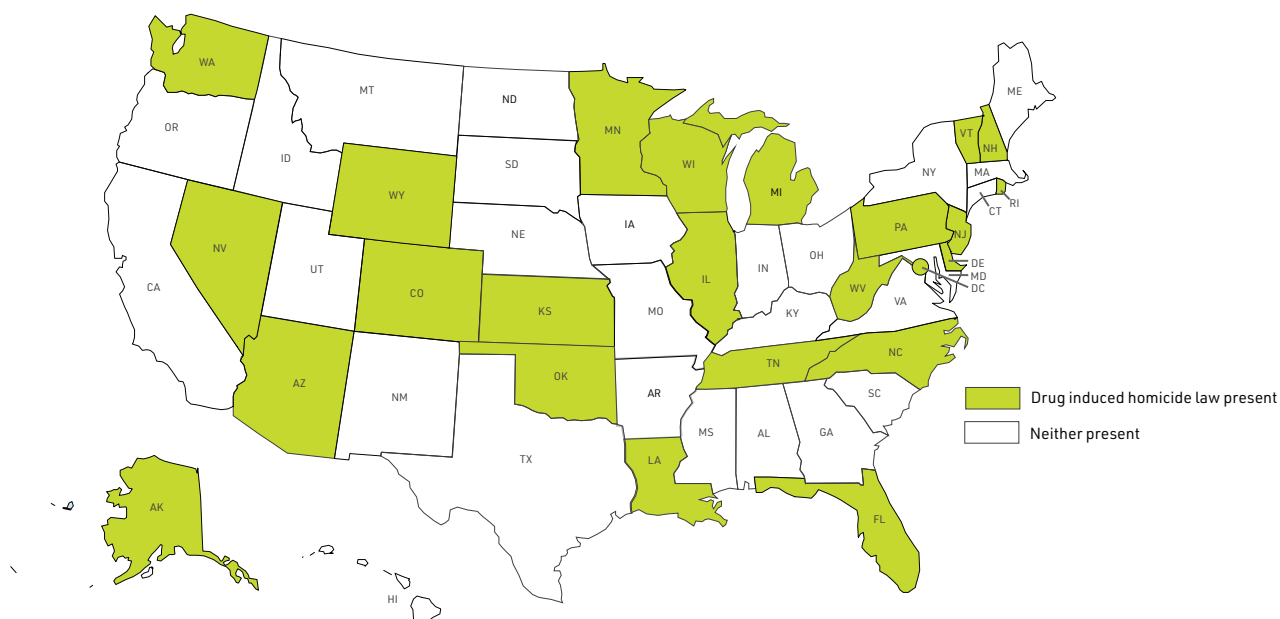 WA
MT
ND
ME
OR
MN
VT
NH
ID
SD
WI
MI
NY
MA
RI
CT
WY
IA
PA
NJ
NE
NV
UT
IN
OH
DE
MD
DC
CA
CO
IL
WV
VA
KS
MO
KY
TN
NC
AZ
OK
NM
AR
SC
Drug induced homicide law present
MS
AL
GA
Neither present
TX
LA
AK
FL
HI